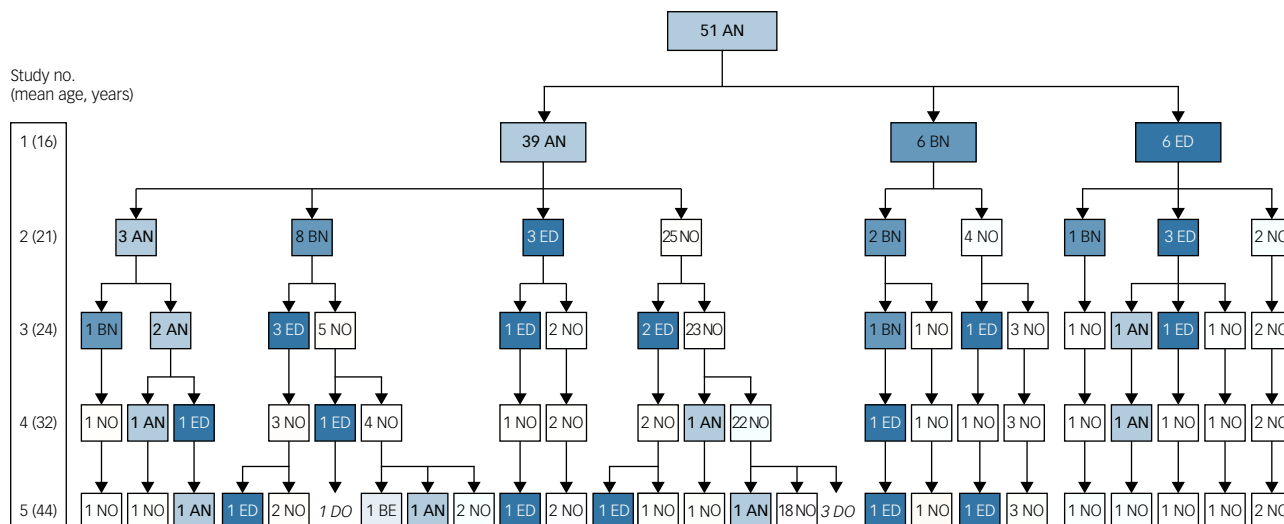 51 AN
Study no.
(mean age, years)
1 (16)
39 AN
6 BN
6 ED
2 (21)
3 AN
8 BN
3 ED
25 NO
2 BN
4 NO
1 BN
3 ED
2 NO
3 (24)
1 BN
2 AN
3 ED
5 NO
1 ED
2 NO
2 ED
23 NO
1 BN
1 NO
1 ED
3 NO
1 NO
1 AN
1 ED
1 NO
2 NO
4 (32)
1 NO
1 AN
1 ED
3 NO
1 ED
4 NO
1 NO
2 NO
2 NO
1 AN
22 NO
1 ED
1 NO
1 NO
3 NO
1 NO
1 AN
1 NO
1 NO
2 NO
5 (44)
1 NO
1 NO
1 AN
1 ED
2 NO
1 DO
1 BE
1 AN
2 NO
1 ED
2 NO
1 ED
1 NO
1 NO
1 AN
18 NO
3 DO
1 ED
1 NO
1 ED
3 NO
1 NO
1 NO
1 NO
1 NO
2 NO